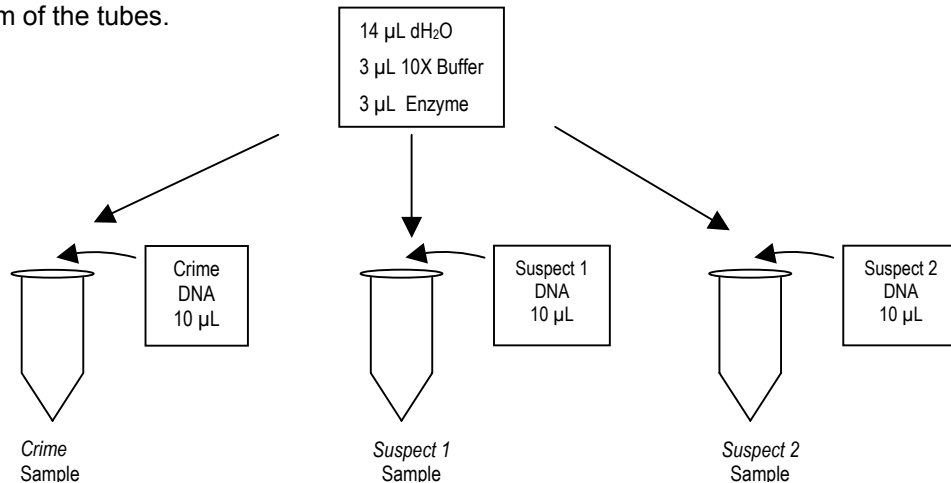 m of the tubes.
14 µL dH₂O
3 µL 10X Buffer
3 µL Enzyme
Crime
DNA
10 µL
Suspect 1
DNA
10 µL
Suspect 2
DNA
10 µL
Crime
Sample
Suspect 1
Sample
Suspect 2
Sample